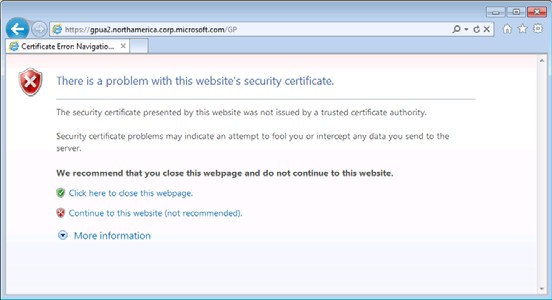 https://gpua2.northamerica.corp.microsoft.com/GP
Certificate Error: Navigatio...
There is a problem with this website's security certificate.
The security certificate presented by this website was not issued by a trusted certificate authority.
Security certificate problems may indicate an attempt to fool you or intercept any data you send to the
server.
We recommend that you close this webpage and do not continue to this website.
Click here to close this webpage.
Continue to this website (not recommended).
More information